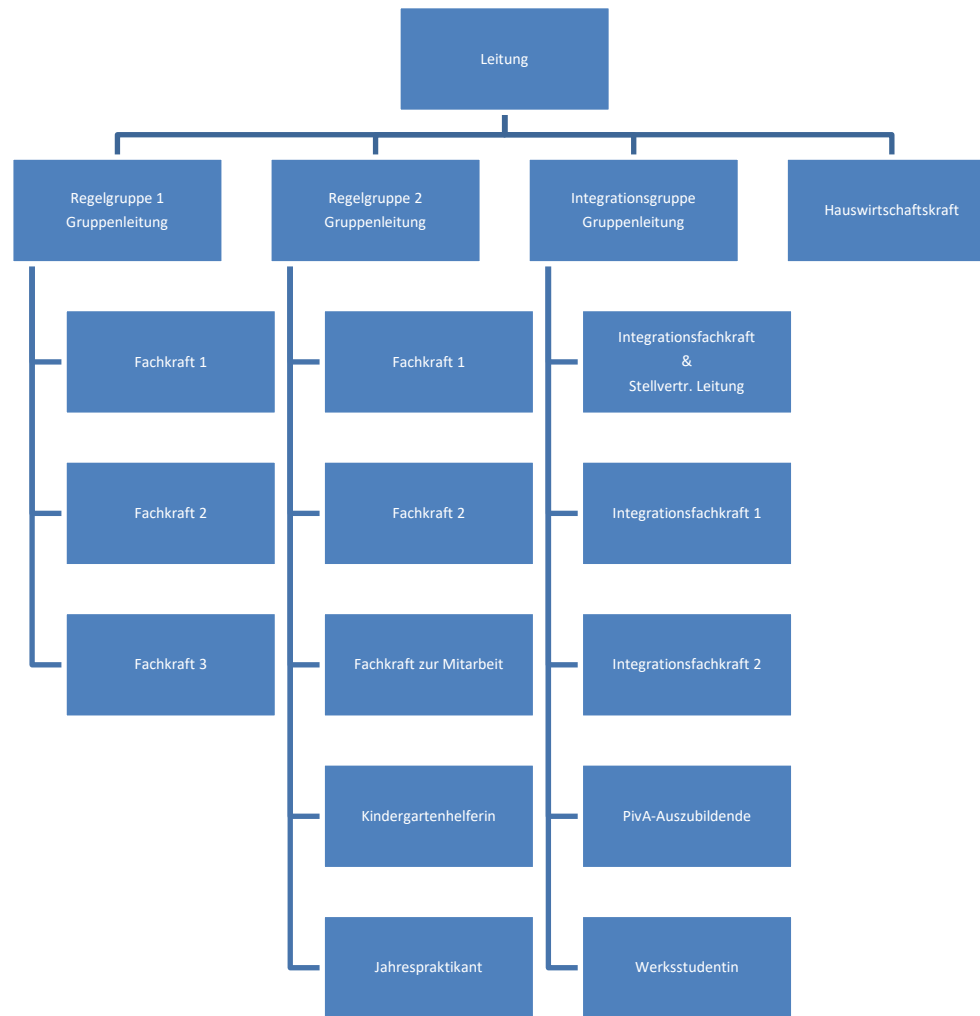 Leitung
Regelgruppe 1
Gruppenleitung
Regelgruppe 2
Gruppenleitung
Integrationsgruppe
Gruppenleitung
Hauswirtschaftskraft
Fachkraft 1
Fachkraft 2
Fachkraft 3
Fachkraft 1
Fachkraft 2
Fachkraft zur Mitarbeit
Kindergartenhelferin
Jahrespraktikant
Integrationsfachkraft
&
Stellvertr. Leitung
Integrationsfachkraft 1
Integrationsfachkraft 2
PivA-Auszubildende
Werksstudentin